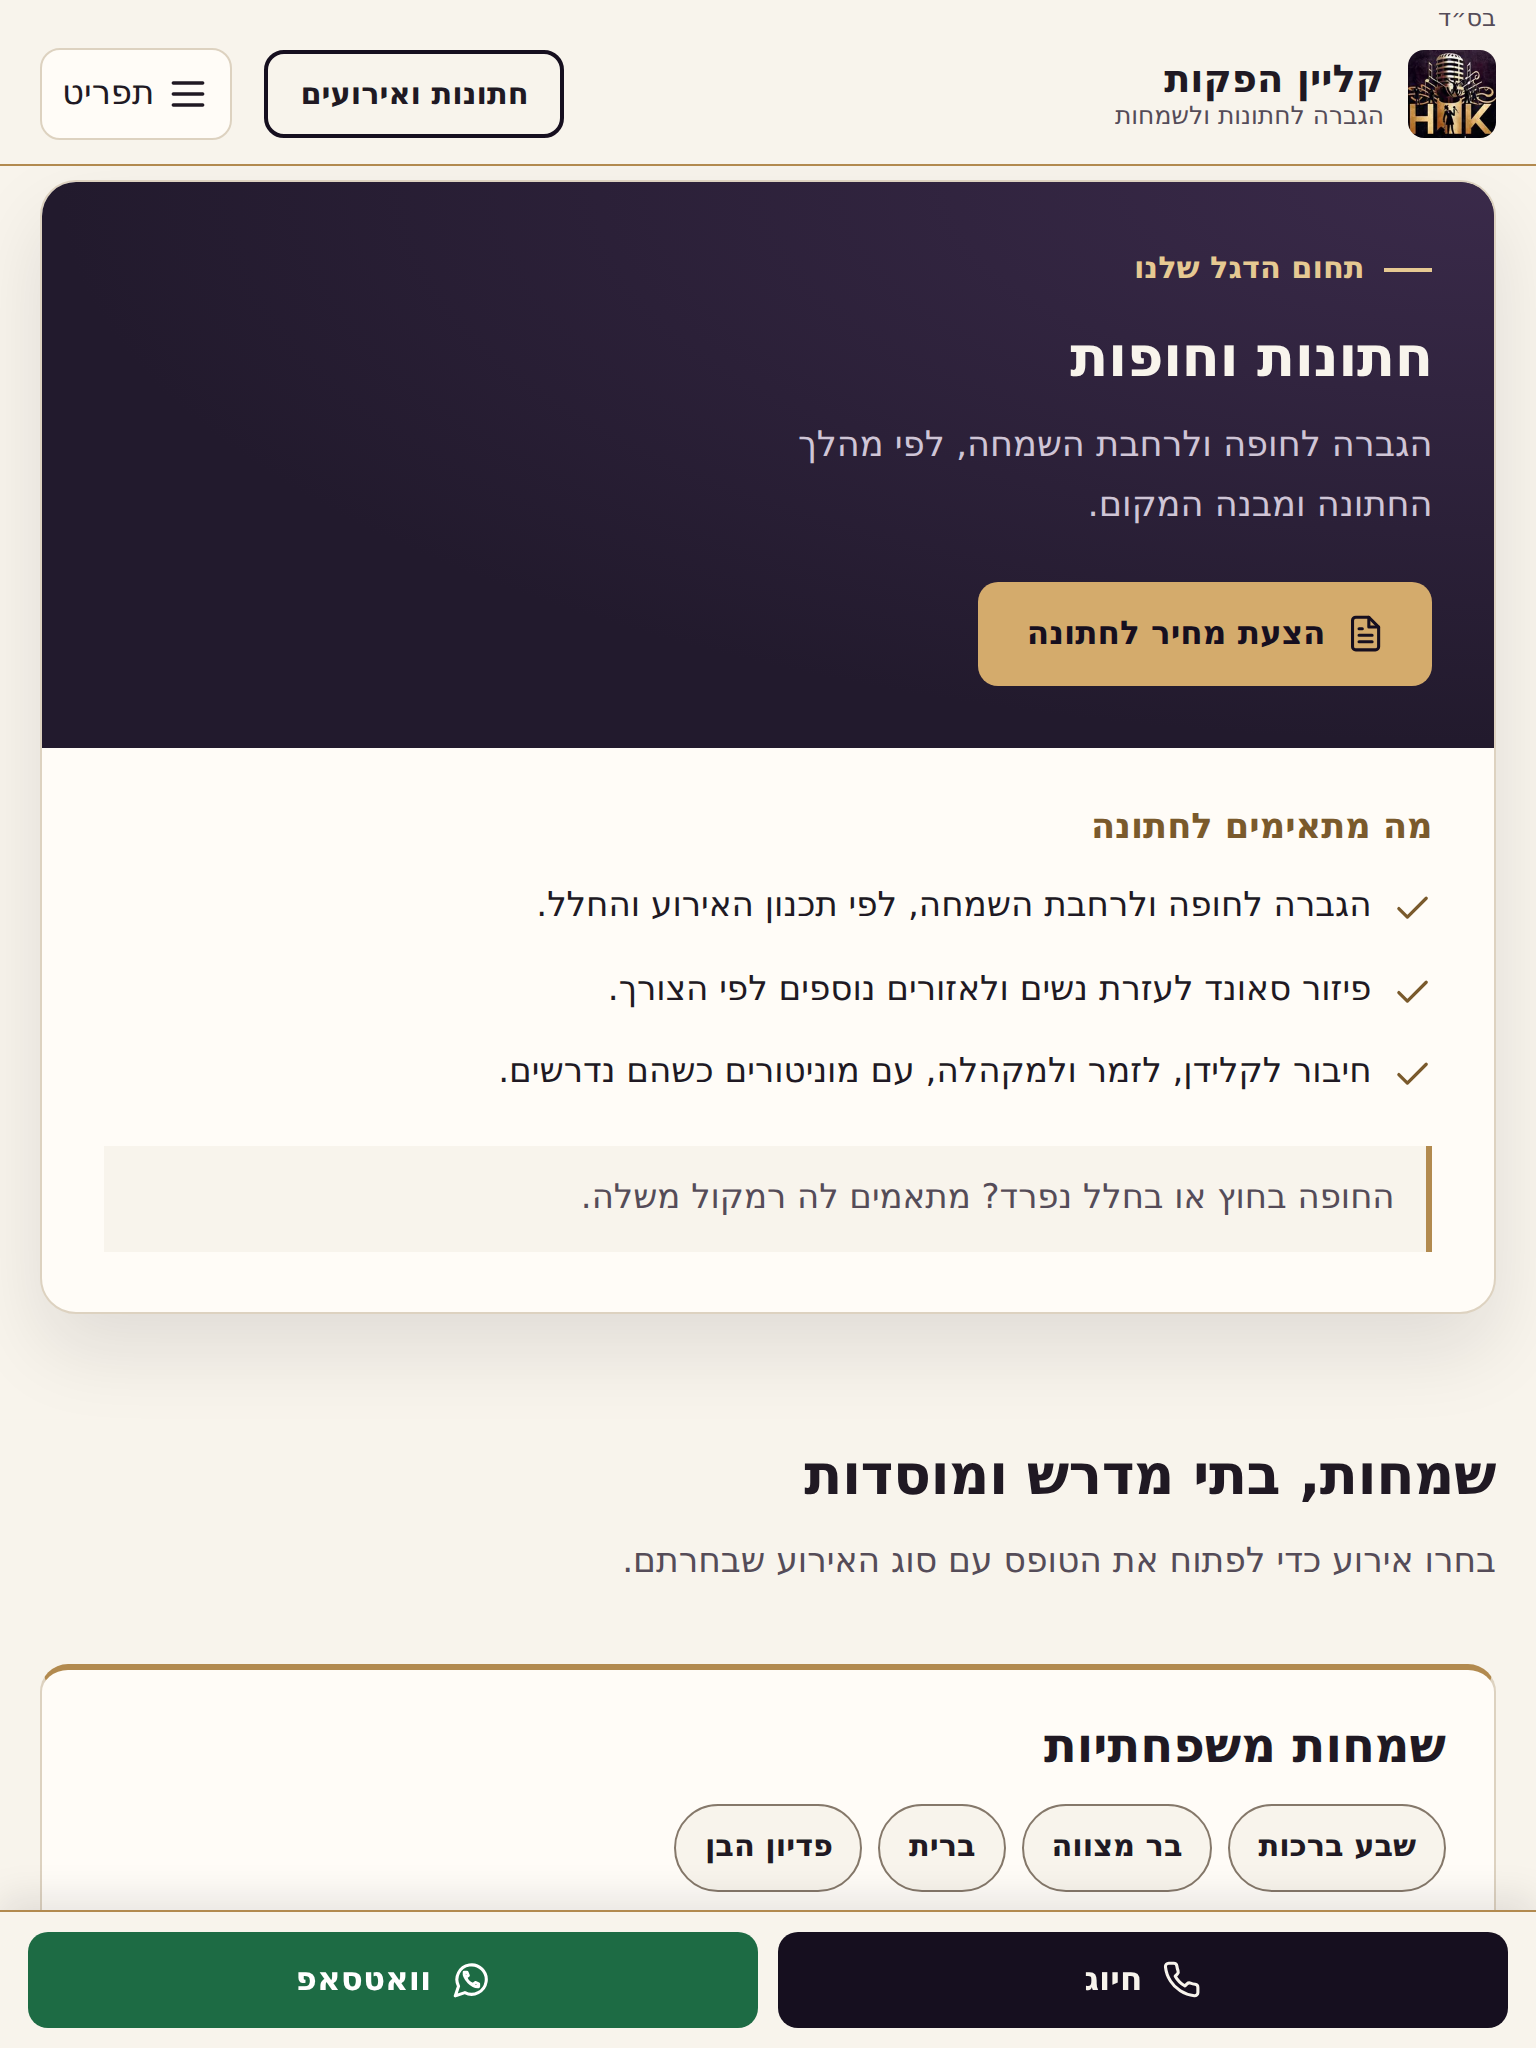 בס״ד
קליין הפקות
הגברה לחתונות ולשמחות
חתונות ואירועים
תפריט
תחום הדגל שלנו
חתונות וחופות
הגברה לחופה ולרחבת השמחה, לפי מהלך
החתונה ומבנה המקום.
הצעת מחיר לחתונה
מה מתאימים לחתונה
הגברה לחופה ולרחבת השמחה, לפי תכנון האירוע והחלל.
פיזור סאונד לעזרת נשים ולאזורים נוספים לפי הצורך.
חיבור לקלידן, לזמר ולמקהלה, עם מוניטורים כשהם נדרשים.
החופה בחוץ או בחלל נפרד? מתאמים לה רמקול משלה.
שמחות, בתי מדרש ומוסדות
בחרו אירוע כדי לפתוח את הטופס עם סוג האירוע שבחרתם.
שמחות משפחתיות
שבע ברכות
בר מצווה
ברית
פדיון הבן
חיוג
וואטסאפ